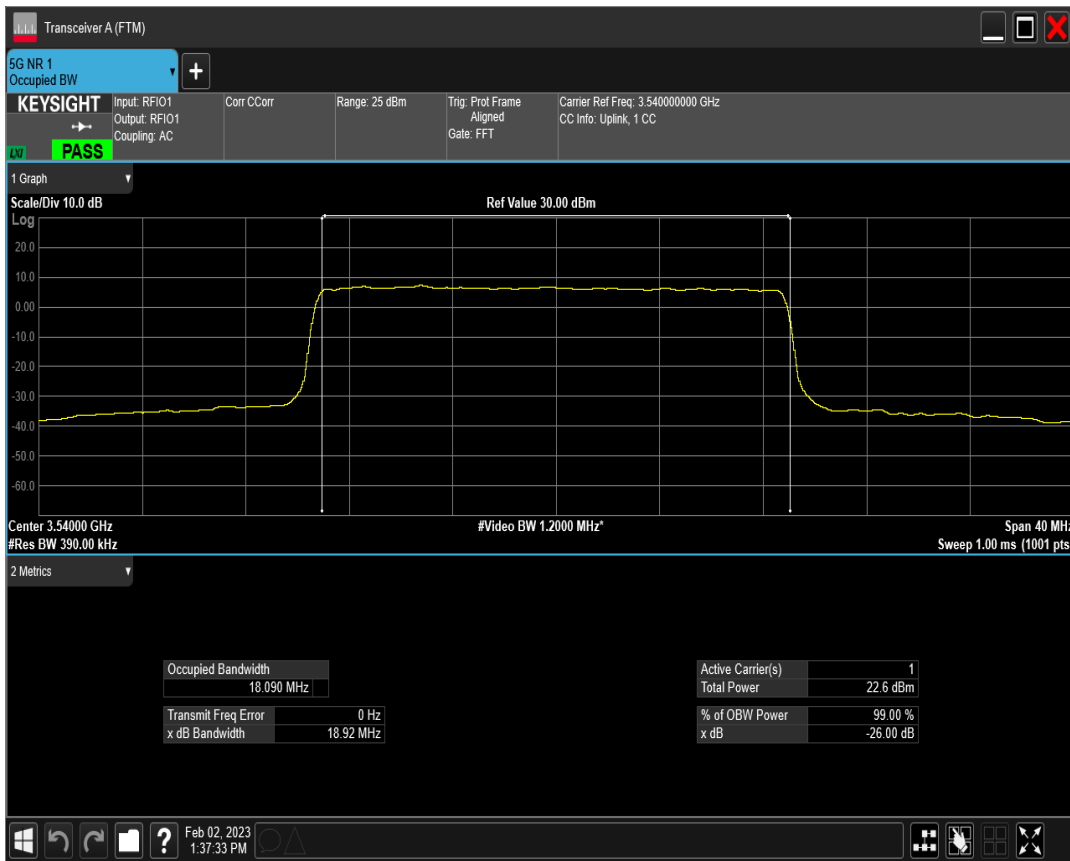 Transceiver A (FTM)
5G NR 1
Occupied BW
+
KEYSIGHT
LXI
PASS
Input: RFIO1
Output: RFIO1
Coupling: AC
Corr CCorr
Range: 25 dBm
Trig: Prot Frame
Aligned
Gate: FFT
Carrier Ref Freq: 3.540000000 GHz
CC Info: Uplink, 1 CC
1 Graph
Scale/Div 10.0 dB
Ref Value 30.00 dBm
Log
20.0
10.0
0.00
-10.0
-20.0
-30.0
-40.0
-50.0
-60.0
Center 3.54000 GHz
#Video BW 1.2000 MHz*
Span 40 MHz
#Res BW 390.00 kHz
Sweep 1.00 ms (1001 pts
2 Metrics
Occupied Bandwidth
18.090 MHz
Transmit Freq Error 0 Hz
x dB Bandwidth 18.92 MHz
Active Carrier(s) 1
Total Power 22.6 dBm
% of OBW Power 99.00 %
x dB -26.00 dB
?
Feb 02, 2023
1:37:33 PM